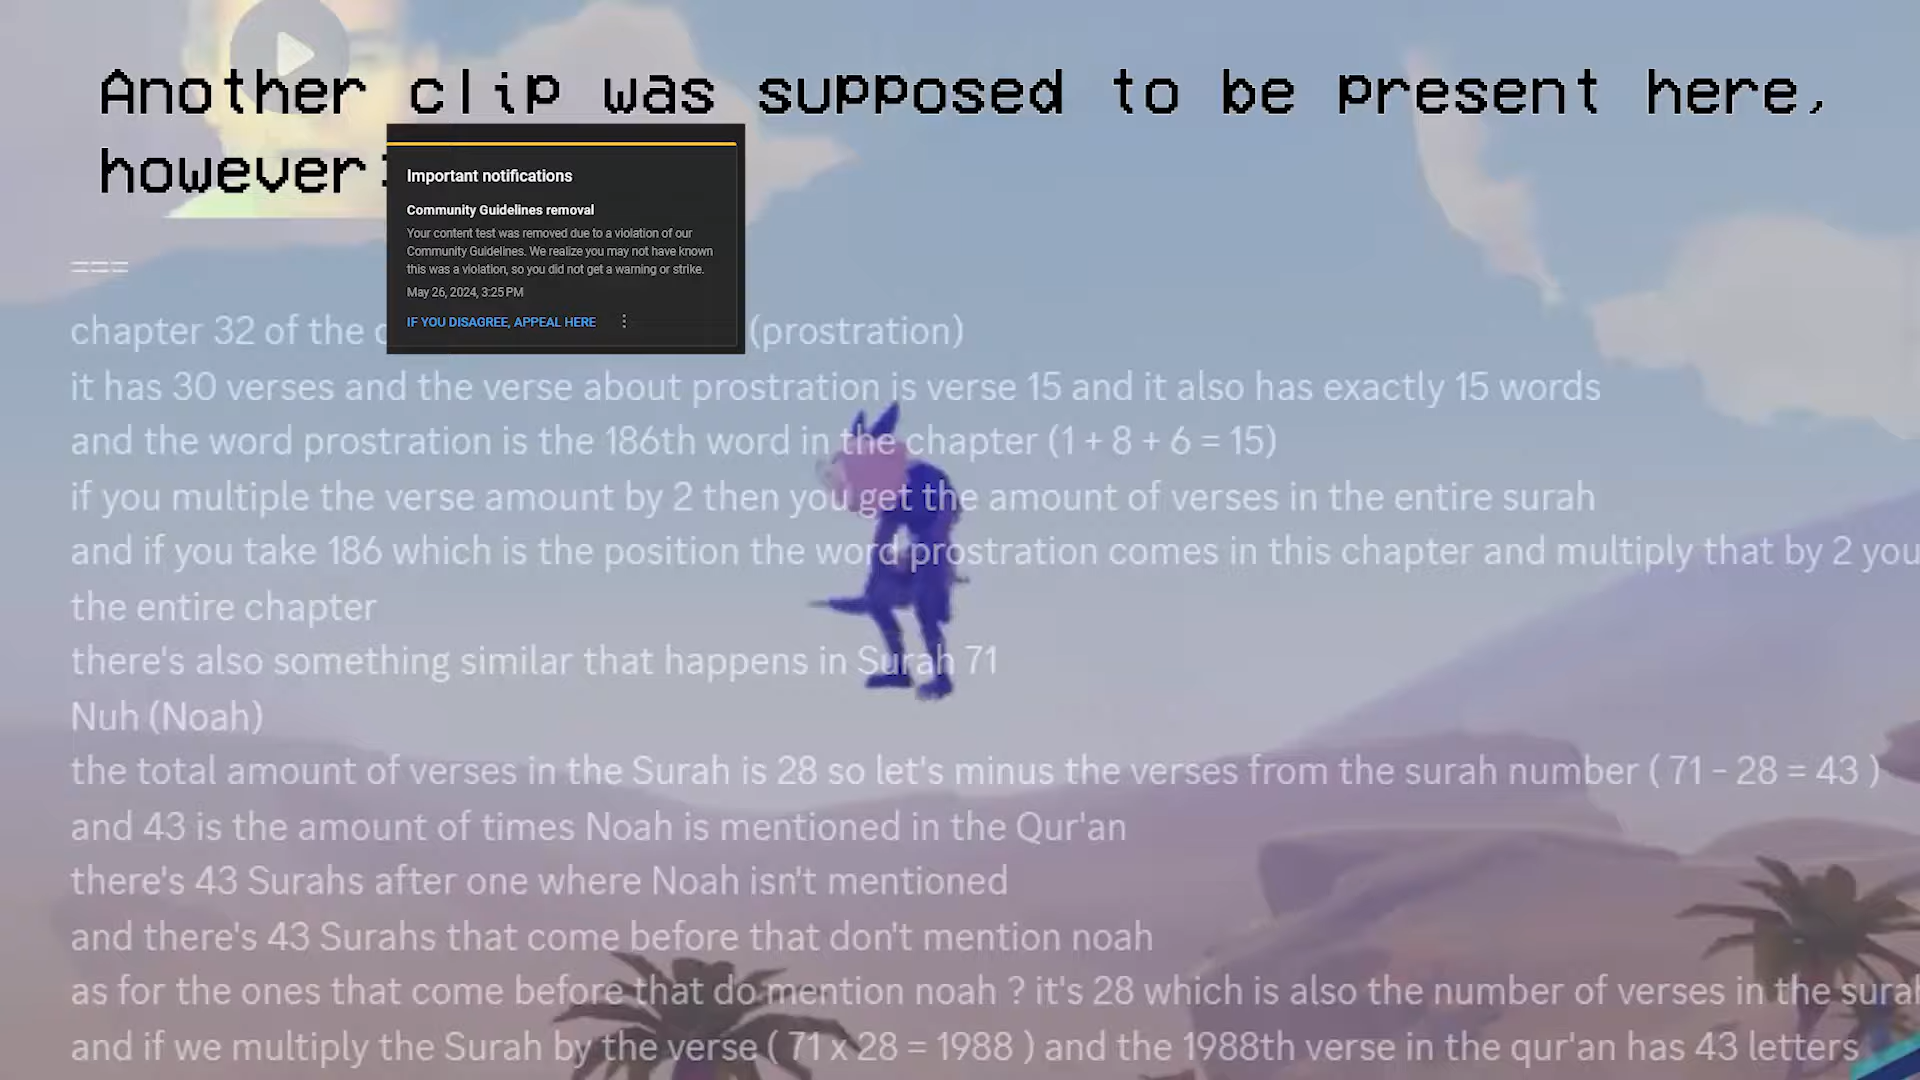 Another clip was supposed to be present here,
however:
Important notifications
Community Guidelines removal
Your content test was removed due to a violation of our
Community Guidelines. We realize you may not have known
this was a violation, so you did not get a warning or strike.
May 26, 2024, 3:25 PM
IF YOU DISAGREE, APPEAL HERE
===
chapter 32 of the (prostration)
it has 30 verses and the verse about prostration is verse 15 and it also has exactly 15 words
and the word prostration is the 186th word in the chapter (1 + 8 + 6 = 15)
if you multiple the verse amount by 2 then you get the amount of verses in the entire surah
and if you take 186 which is the position the word prostration comes in this chapter and multiply that by 2 you
the entire chapter
there's also something similar that happens in Surah 71
Nuh (Noah)
the total amount of verses in the Surah is 28 so let's minus the verses from the surah number ( 71 - 28 = 43 )
and 43 is the amount of times Noah is mentioned in the Qur'an
there's 43 Surahs after one where Noah isn't mentioned
and there's 43 Surahs that come before that don't mention noah
as for the ones that come before that do mention noah ? it's 28 which is also the number of verses in the surah
and if we multiply the Surah by the verse ( 71 x 28 = 1988 ) and the 1988th verse in the qur'an has 43 letters